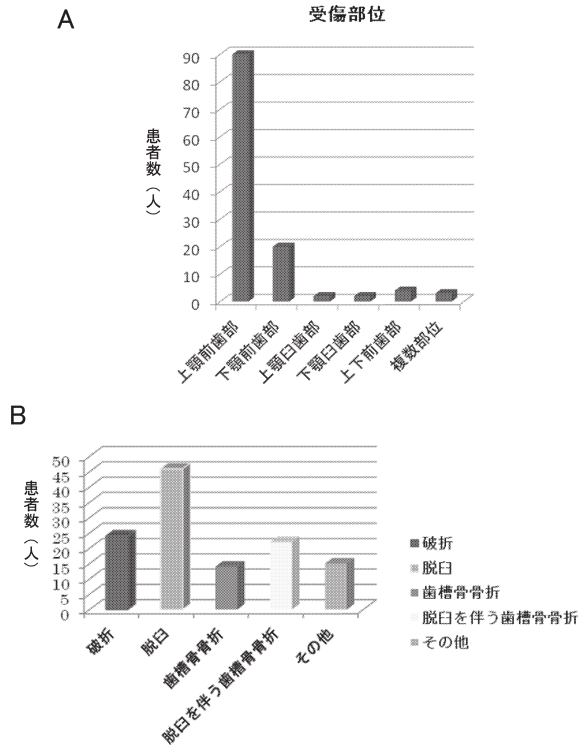 A
受傷部位
患者数（人）
90
80
70
60
50
40
30
20
10
0
上顎前歯部
下顎前歯部
上顎臼歯部
下顎臼歯部
上下前歯部
複数部位
B
患者数（人）
50
45
40
35
30
25
20
15
10
5
0
破折
脱臼
歯槽骨骨折
脱臼を伴う歯槽骨骨折
その他
破折
脱臼
歯槽骨骨折
脱臼を伴う歯槽骨骨折
その他